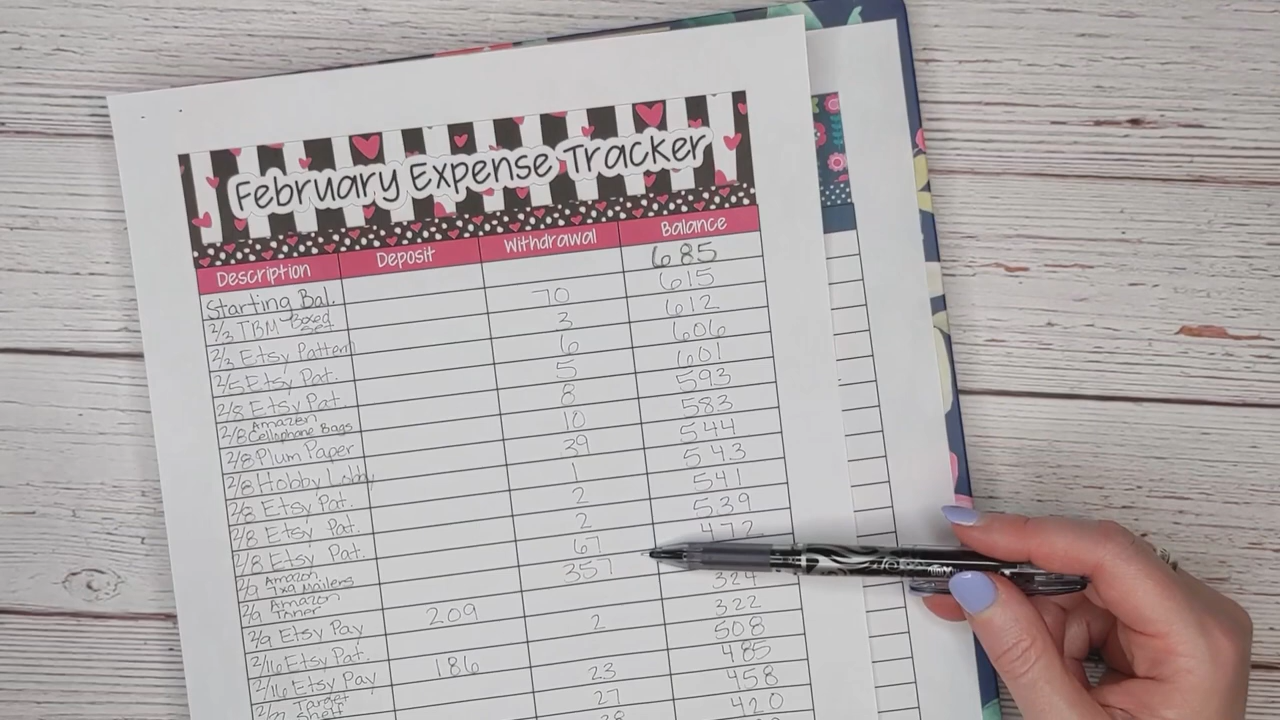 February Expense Tracker
Description Deposit Withdrawal Balance
Starting Bal. 685
2/3 TBM Boxed Set 70 615
2/3 Etsy Pattern 3 612
2/5 Etsy Pat. 6 606
2/8 Etsy Pat. 5 601
2/8 Amazon Cellophane Bags 8 593
2/8 Plum Paper 10 583
2/8 Hobby Lobby 39 544
2/8 Etsy Pat. 1 543
2/8 Etsy Pat. 2 541
2/8 Etsy Pat. 2 539
2/9 Amazon 7x9 Mailers 67 472
2/9 Amazon Toner 357
2/9 Etsy Pay 209 324
2/16 Etsy Pat. 2 322
2/16 Etsy Pay 186 508
Target Shelf 23 485
27 458
420